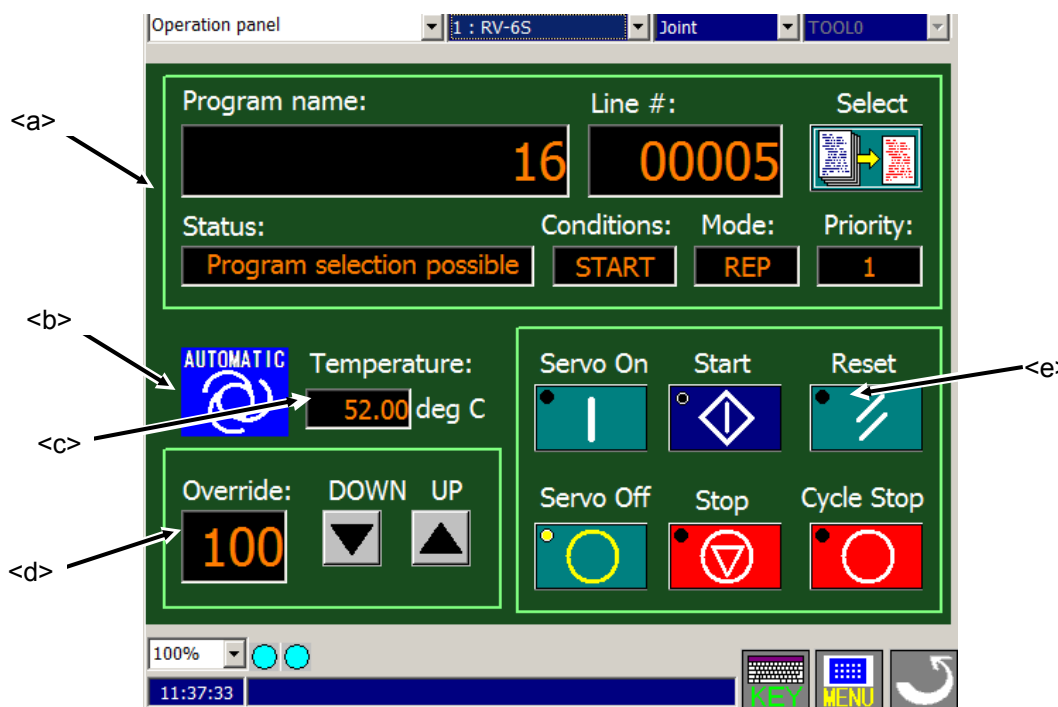 Operation panel 1 : RV-6S Joint TOOL0
Program name: Line #: Select
<a>
16 00005
Status: Conditions: Mode: Priority:
Program selection possible START REP 1
<b>
AUTOMATIC Temperature: Servo On Start Reset
<e>
52.00 deg C
<c>
Override: DOWN UP Servo Off Stop Cycle Stop
100
<d>
100%
11:37:33 KEY MENU